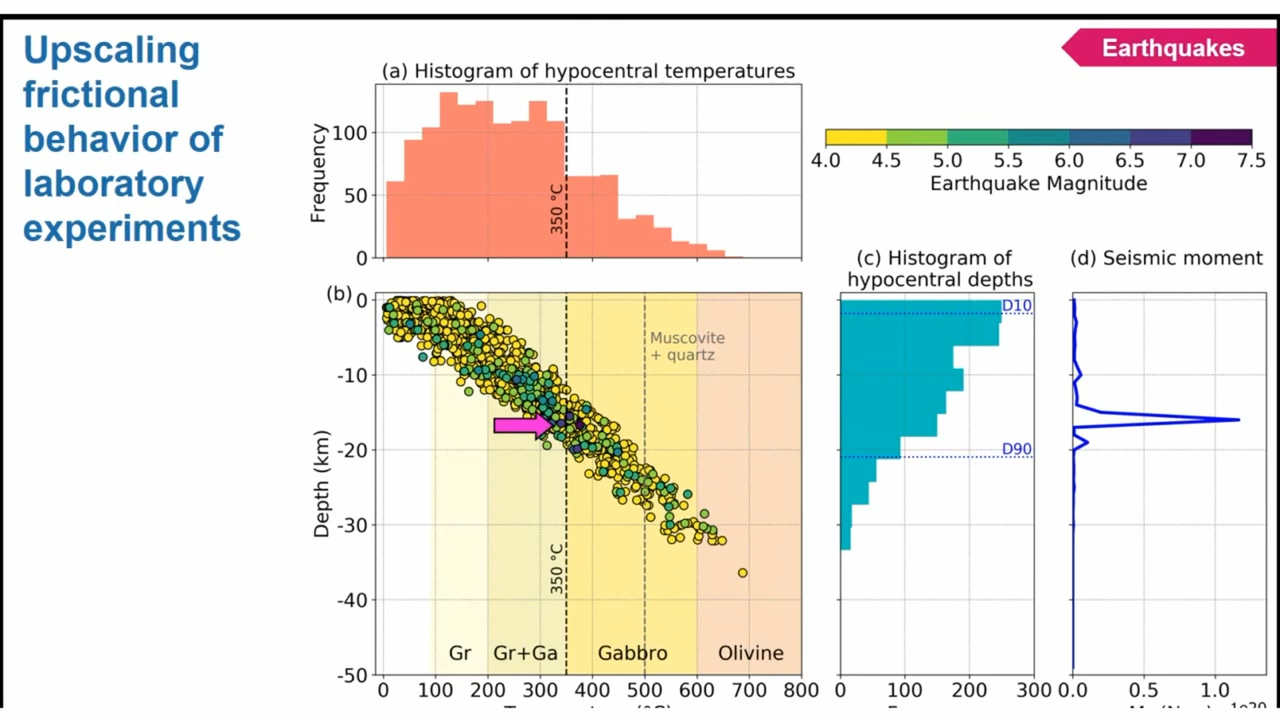 Upscaling
frictional
behavior of
laboratory
experiments
Earthquakes
(a) Histogram of hypocentral temperatures
Frequency
100
50
0
350 °C
4.0 4.5 5.0 5.5 6.0 6.5 7.0 7.5
Earthquake Magnitude
(b)
Depth (km)
0
-10
-20
-30
-40
-50
Muscovite
+ quartz
350 °C
Gr Gr+Ga Gabbro Olivine
0 100 200 300 400 500 600 700 800
(c) Histogram of
hypocentral depths
D10
D90
0 100 200 300
(d) Seismic moment
0.0 0.5 1.0